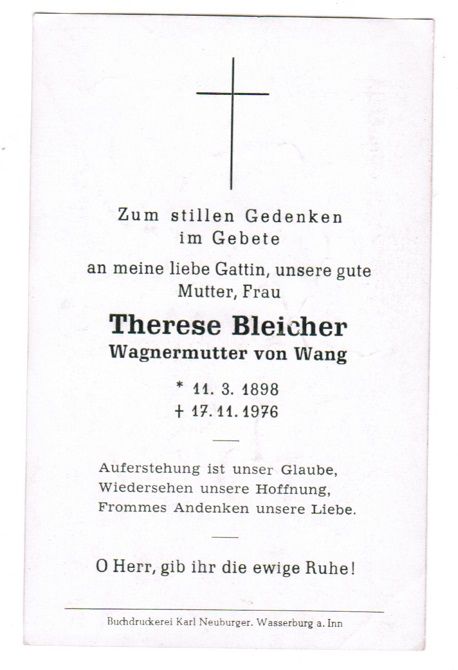 Zum stillen Gedenken
im Gebete
an meine liebe Gattin, unsere gute
Mutter, Frau
Therese Bleicher
Wagnermutter von Wang
* 11. 3. 1898
† 17. 11. 1976
Auferstehung ist unser Glaube,
Wiedersehen unsere Hoffnung,
Frommes Andenken unsere Liebe.
O Herr, gib ihr die ewige Ruhe!
Buchdruckerei Karl Neuburger, Wasserburg a. Inn